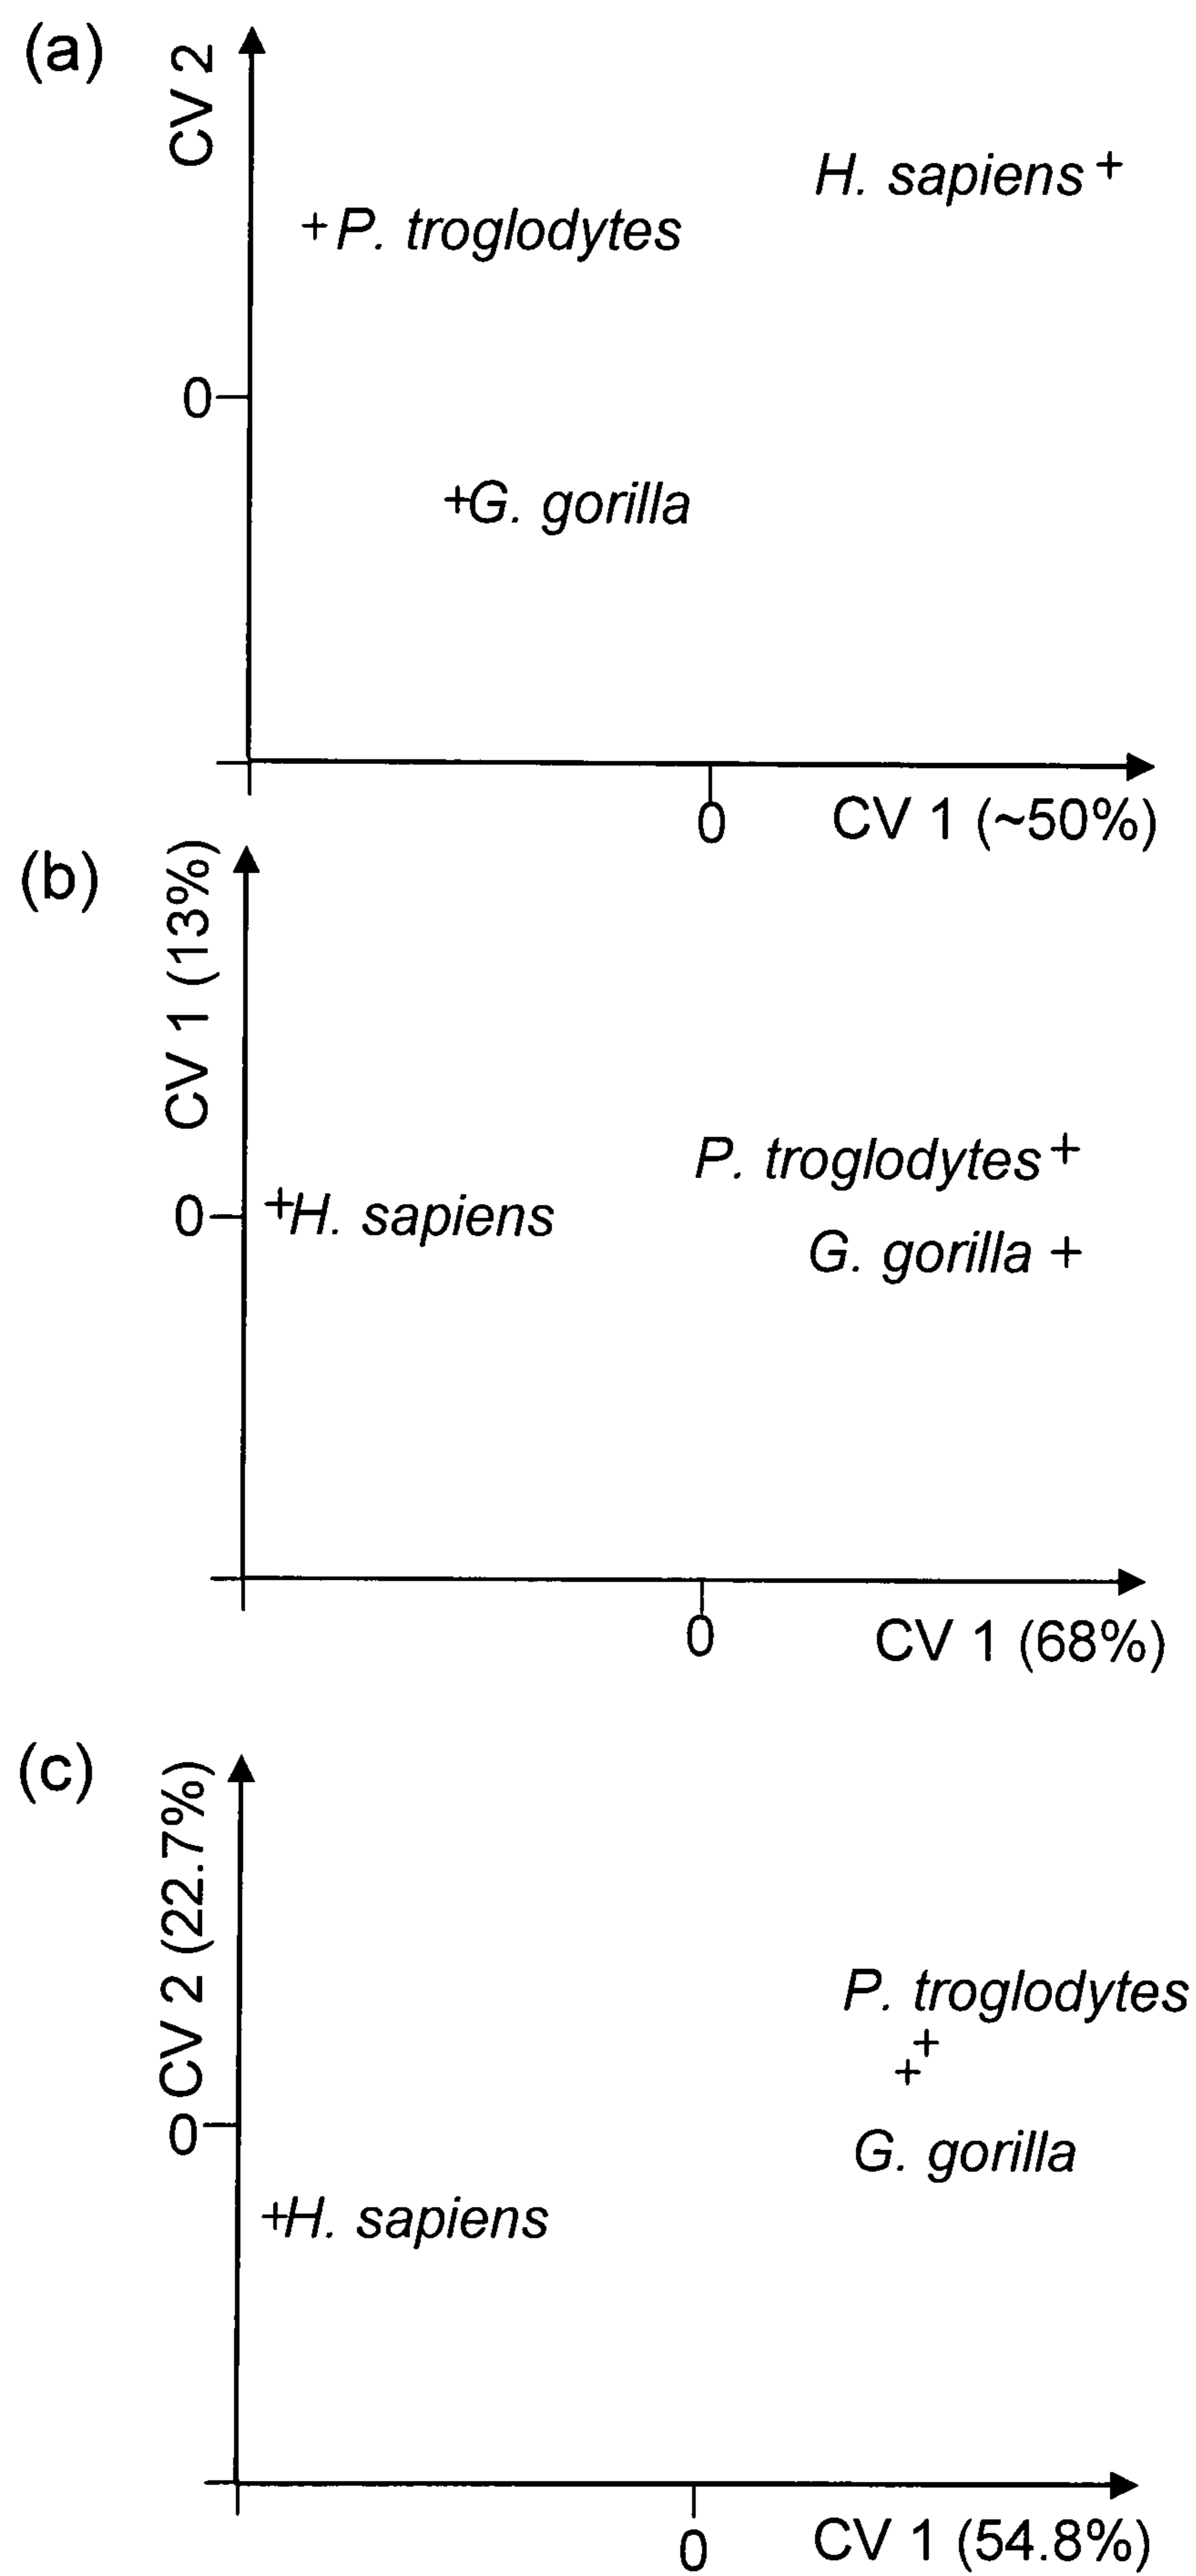 (a)
CV 2
H. sapiens
P. troglodytes
0
G. gorilla
0
CV 1 (~50%)
(b)
CV 1 (13%)
P. troglodytes
0
H. sapiens
G. gorilla
0
CV 1 (68%)
(c)
CV 2 (22.7%)
P. troglodytes
0
G. gorilla
H. sapiens
0
CV 1 (54.8%)